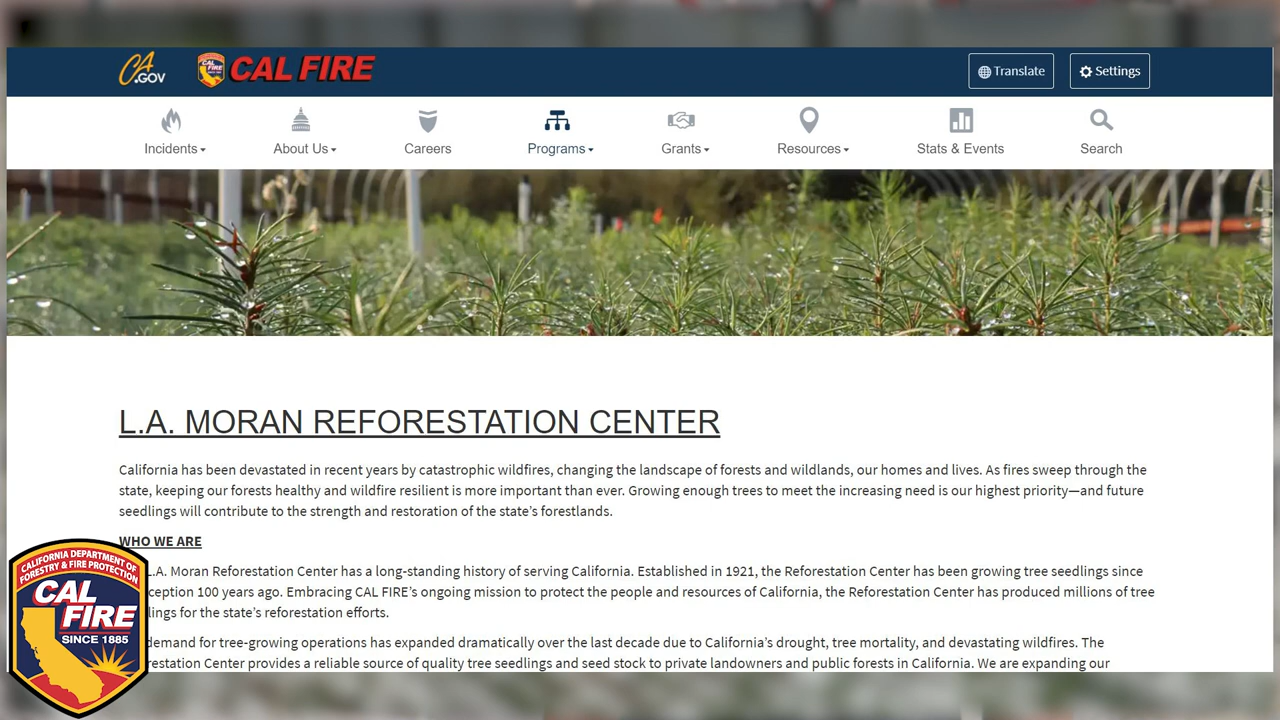 CA
.GOV
CAL FIRE
CAL FIRE
Translate
Settings
Incidents
About Us
Careers
Programs
Grants
Resources
Stats & Events
Search
L.A. MORAN REFORESTATION CENTER
California has been devastated in recent years by catastrophic wildfires, changing the landscape of forests and wildlands, our homes and lives. As fires sweep through the
state, keeping our forests healthy and wildfire resilient is more important than ever. Growing enough trees to meet the increasing need is our highest priority—and future
seedlings will contribute to the strength and restoration of the state's forestlands.
WHO WE ARE
L.A. Moran Reforestation Center has a long-standing history of serving California. Established in 1921, the Reforestation Center has been growing tree seedlings since
ception 100 years ago. Embracing CAL FIRE's ongoing mission to protect the people and resources of California, the Reforestation Center has produced millions of tree
lings for the state's reforestation efforts.
demand for tree-growing operations has expanded dramatically over the last decade due to California's drought, tree mortality, and devastating wildfires. The
restation Center provides a reliable source of quality tree seedlings and seed stock to private landowners and public forests in California. We are expanding our
CALIFORNIA DEPARTMENT OF
FORESTRY & FIRE PROTECTION
CAL
FIRE
SINCE 1885